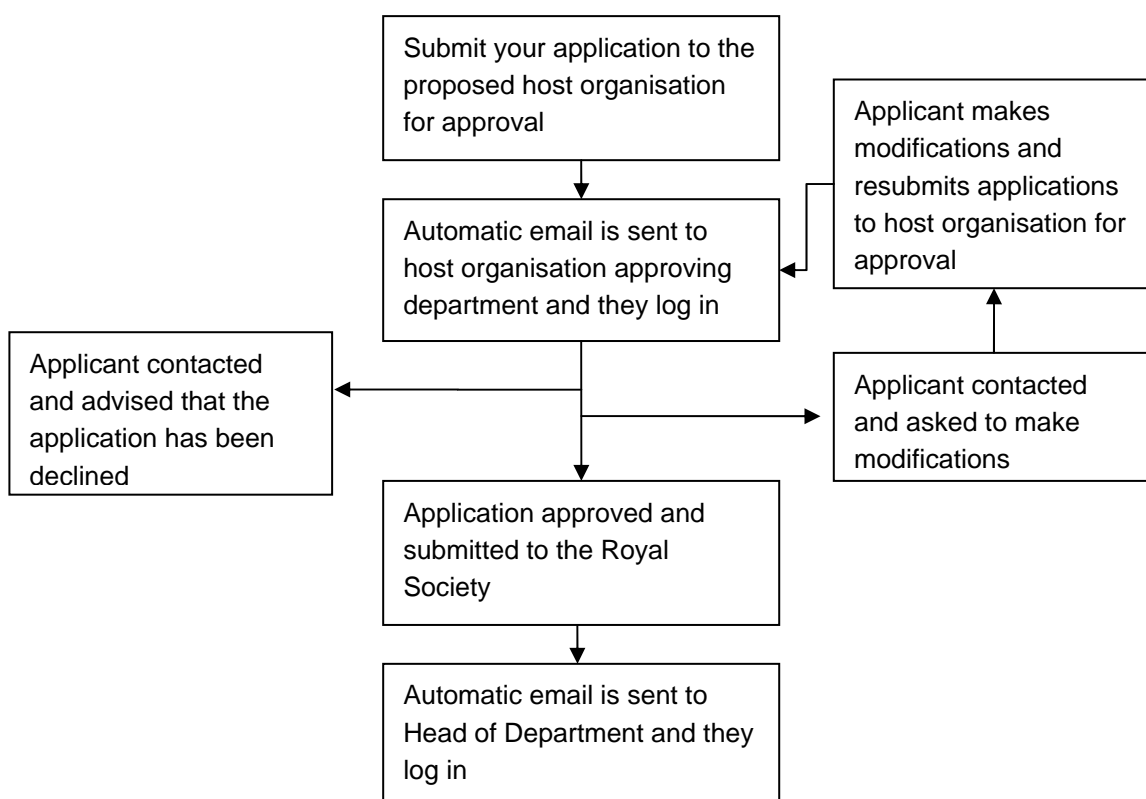 Submit your application to the
proposed host organisation
for approval
Automatic email is sent to
host organisation approving
department and they log in
Applicant makes
modifications and
resubmits applications
to host organisation for
approval
Applicant contacted
and advised that the
application has been
declined
Applicant contacted
and asked to make
modifications
Application approved and
submitted to the Royal
Society
Automatic email is sent to
Head of Department and they
log in